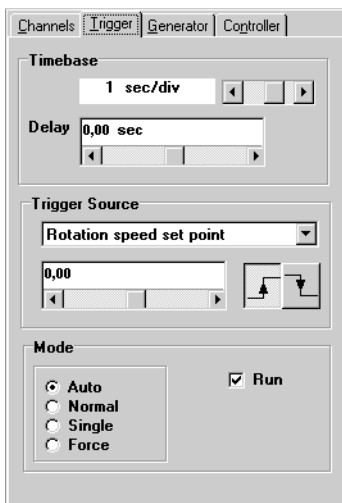 Channels Trigger Generator Controller
Timebase
1 sec/div
Delay 0,00 sec
Trigger Source
Rotation speed set point
0,00
Mode
Auto
Run
Normal
Single
Force